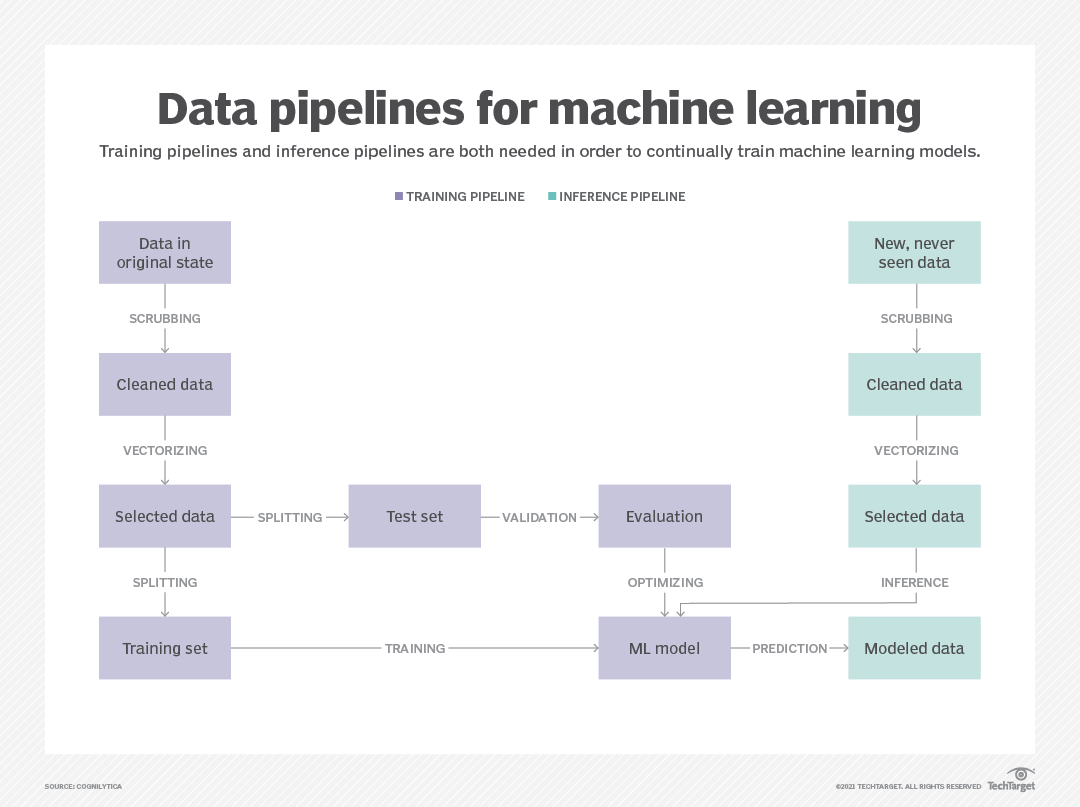 Data pipelines for machine learning
Training pipelines and inference pipelines are both needed in order to continually train machine learning models.
TRAINING PIPELINE
INFERENCE PIPELINE
Data in
original state
New, never
seen data
SCRUBBING
SCRUBBING
Cleaned data
Cleaned data
VECTORIZING
VECTORIZING
Selected data
SPLITTING
Test set
VALIDATION
Evaluation
Selected data
SPLITTING
OPTIMIZING
INFERENCE
Training set
TRAINING
ML model
PREDICTION
Modeled data
SOURCE: COGNILYTICA
©2021 TECHTARGET. ALL RIGHTS RESERVED
TechTarget